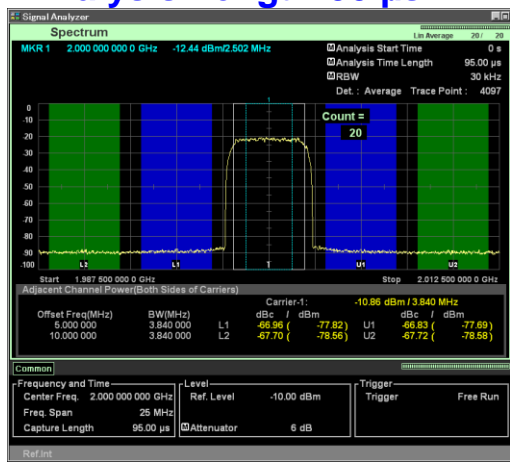 Signal Analyzer
Spectrum
Lin Average 20/ 20
MKR 1 2.000 000 000 0 GHz -12.44 dBm/2.502 MHz
M Analysis Start Time 0 s
M Analysis Time Length 95.00 µs
M RBW 30 kHz
Det. : Average Trace Point : 4097
1
0
-10
-20
-30
-40
-50
-60
-70
-80
-90
-100
Count =
20
L2 L1 1 U1 U2
Start 1.987 500 000 0 GHz Stop 2.012 500 000 0 GHz
Adjacent Channel Power(Both Sides of Carriers)
Carrier-1: -10.86 dBm / 3.840 MHz
Offset Freq(MHz) BW(MHz) dBc / dBm dBc / dBm
5.000 000 3.840 000 L1 -66.96 ( -77.82) U1 -66.83 ( -77.69)
10.000 000 3.840 000 L2 -67.70 ( -78.56) U2 -67.72 ( -78.58)
Common
Frequency and Time
Center Freq. 2.000 000 000 GHz
Freq. Span 25 MHz
Capture Length 95.00 µs
Level
Ref. Level -10.00 dBm
M Attenuator 6 dB
Trigger
Trigger Free Run
Ref.Int